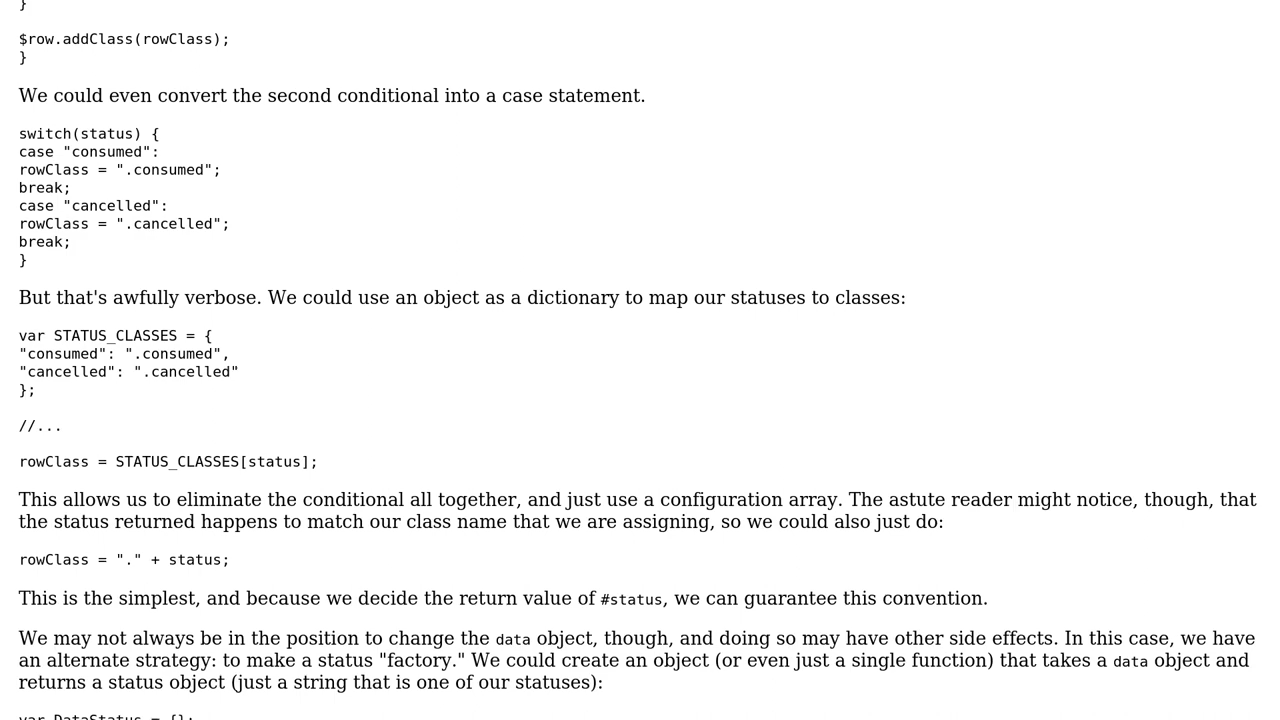 }
$row.addClass(rowClass);
}
We could even convert the second conditional into a case statement.
switch(status) {
case "consumed":
rowClass = ".consumed";
break;
case "cancelled":
rowClass = ".cancelled";
break;
}
But that's awfully verbose. We could use an object as a dictionary to map our statuses to classes:
var STATUS_CLASSES = {
"consumed": ".consumed",
"cancelled": ".cancelled"
};
//...
rowClass = STATUS_CLASSES[status];
This allows us to eliminate the conditional all together, and just use a configuration array. The astute reader might notice, though, that
the status returned happens to match our class name that we are assigning, so we could also just do:
rowClass = "." + status;
This is the simplest, and because we decide the return value of #status, we can guarantee this convention.
We may not always be in the position to change the data object, though, and doing so may have other side effects. In this case, we have
an alternate strategy: to make a status "factory." We could create an object (or even just a single function) that takes a data object and
returns a status object (just a string that is one of our statuses):
var DataStatus = {};